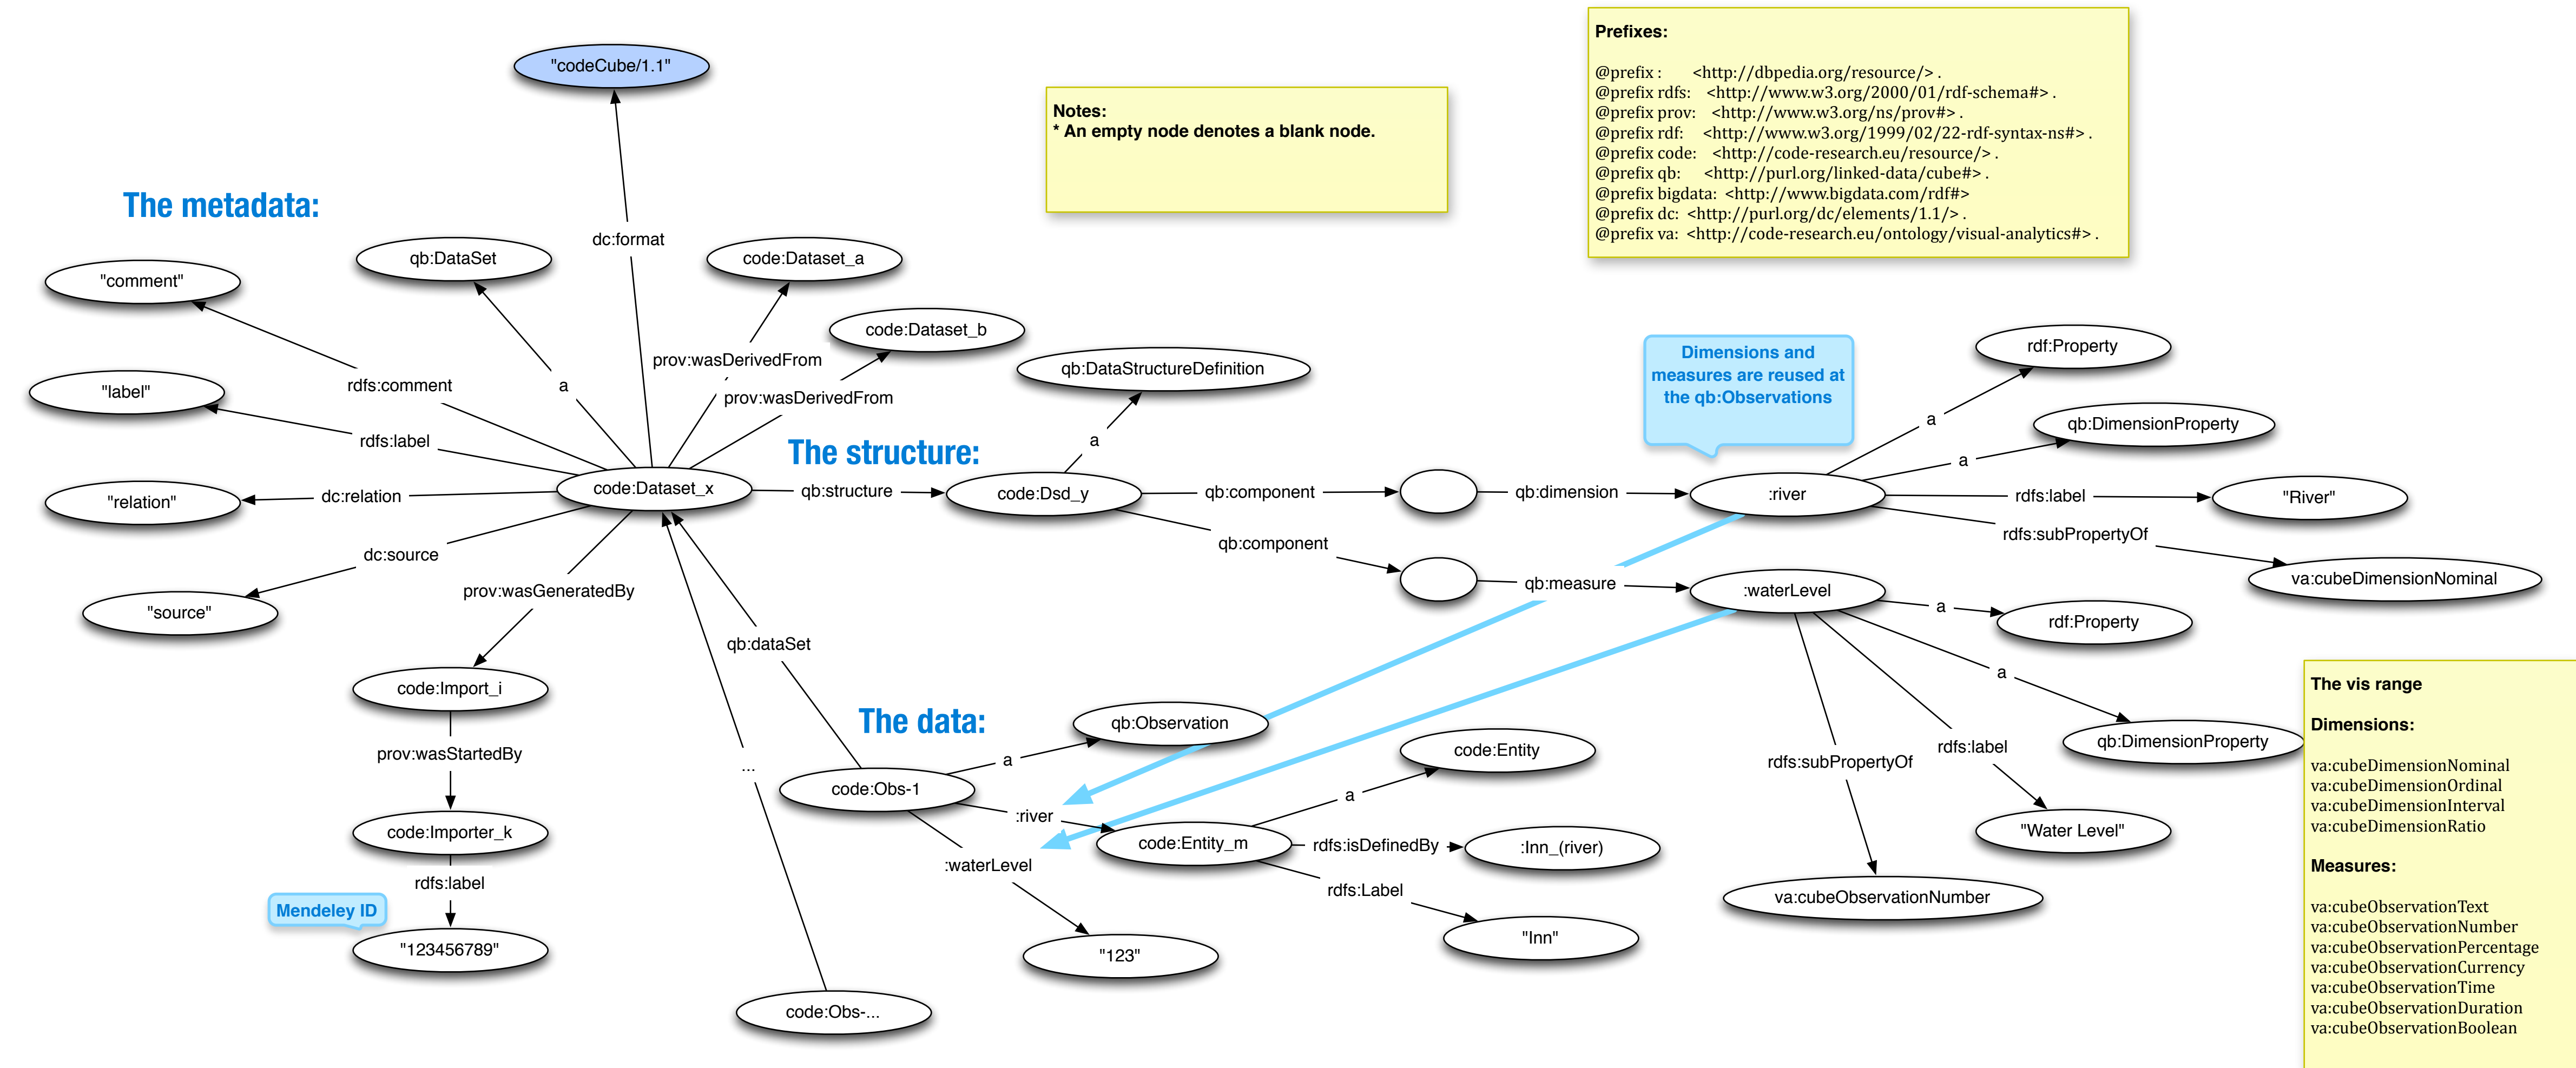 "codeCube/1.1"
Prefixes:
@prefix : <http://dbpedia.org/resource/> .
@prefix rdfs: <http://www.w3.org/2000/01/rdf-schema#> .
@prefix prov: <http://www.w3.org/ns/prov#> .
@prefix rdf: <http://www.w3.org/1999/02/22-rdf-syntax-ns#> .
@prefix code: <http://code-research.eu/resource/> .
@prefix qb: <http://purl.org/linked-data/cube#> .
@prefix bigdata: <http://www.bigdata.com/rdf#>
@prefix dc: <http://purl.org/dc/elements/1.1/> .
@prefix va: <http://code-research.eu/ontology/visual-analytics#> .
Notes:
* An empty node denotes a blank node.
The metadata:
dc:format
qb:DataSet
code:Dataset_a
"comment"
code:Dataset_b
prov:wasDerivedFrom
rdfs:comment
a
prov:wasDerivedFrom
"label"
rdfs:label
The structure:
qb:DataStructureDefinition
a
"relation"
dc:relation
code:Dataset_x
qb:structure
code:Dsd_y
qb:component
qb:dimension
qb:component
qb:measure
Dimensions and
measures are reused at
the qb:Observations
:river
rdf:Property
a
qb:DimensionProperty
a
rdfs:label
"River"
rdfs:subPropertyOf
va:cubeDimensionNominal
:waterLevel
a
rdf:Property
a
qb:DimensionProperty
rdfs:label
"Water Level"
rdfs:subPropertyOf
va:cubeObservationNumber
dc:source
"source"
prov:wasGeneratedBy
code:Import_i
prov:wasStartedBy
code:Importer_k
rdfs:label
Mendeley ID
"123456789"
qb:dataSet
...
code:Obs-...
The data:
qb:Observation
a
code:Obs-1
:river
:waterLevel
"123"
code:Entity
a
code:Entity_m
rdfs:isDefinedBy
:Inn_(river)
rdfs:Label
"Inn"
The vis range
Dimensions:
va:cubeDimensionNominal
va:cubeDimensionOrdinal
va:cubeDimensionInterval
va:cubeDimensionRatio
Measures:
va:cubeObservationText
va:cubeObservationNumber
va:cubeObservationPercentage
va:cubeObservationCurrency
va:cubeObservationTime
va:cubeObservationDuration
va:cubeObservationBoolean